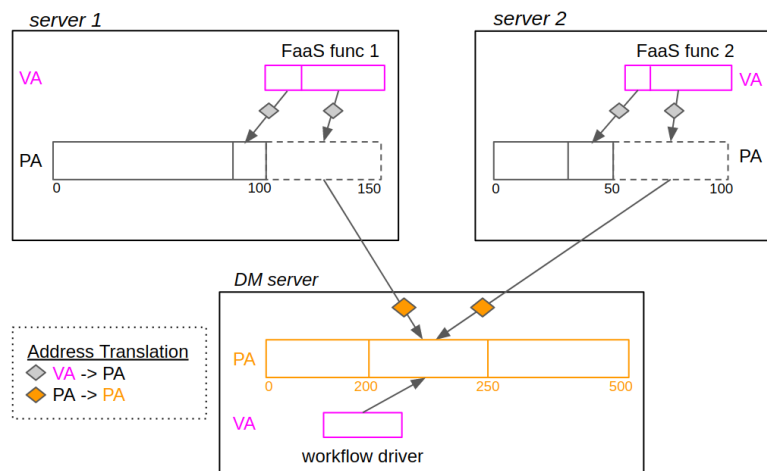 server 1
FaaS func 1
VA
PA
0
100
150
server 2
FaaS func 2
VA
PA
0
50
100
DM server
PA
0
200
250
500
VA
workflow driver
Address Translation
VA -> PA
PA -> PA